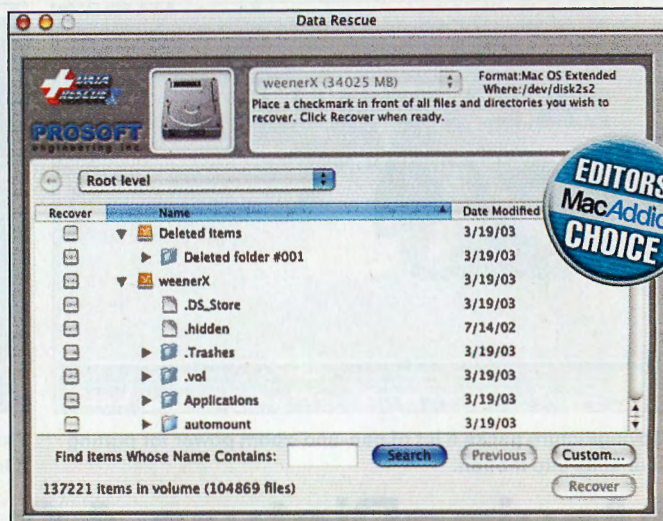 Data Rescue
DATA
RESCUE X
PROSOFT
engineering inc.
weenerX (34025 MB)
Format:Mac OS Extended
Where:/dev/disk2s2
Place a checkmark in front of all files and directories you wish to
recover. Click Recover when ready.
EDITORS
MacAddic
CHOICE
Root level
Recover Name Date Modified
Deleted Items 3/19/03
Deleted folder #001 3/19/03
weenerX 3/19/03
.DS_Store 3/19/03
.hidden 7/14/02
.Trashes 3/19/03
.vol 3/19/03
Applications 3/19/03
automount 3/19/03
Find Items Whose Name Contains: Search Previous Custom...
137221 items in volume (104869 files) Recover